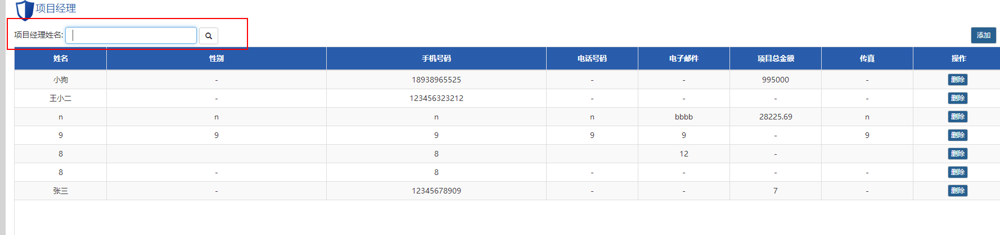 项目经理
项目经理姓名:
添加
姓名 性别 手机号码 电话号码 电子邮件 项目总金额 传真 操作
小狗 - 18938965525 - - 995000 - 删除
王小二 - 123456323212 - - - - 删除
n n n n bbbb 28225.69 n 删除
9 9 9 9 9 - 9 删除
8 8 12 - 删除
8 - 8 - - - - 删除
张三 - 12345678909 - - 7 - 删除